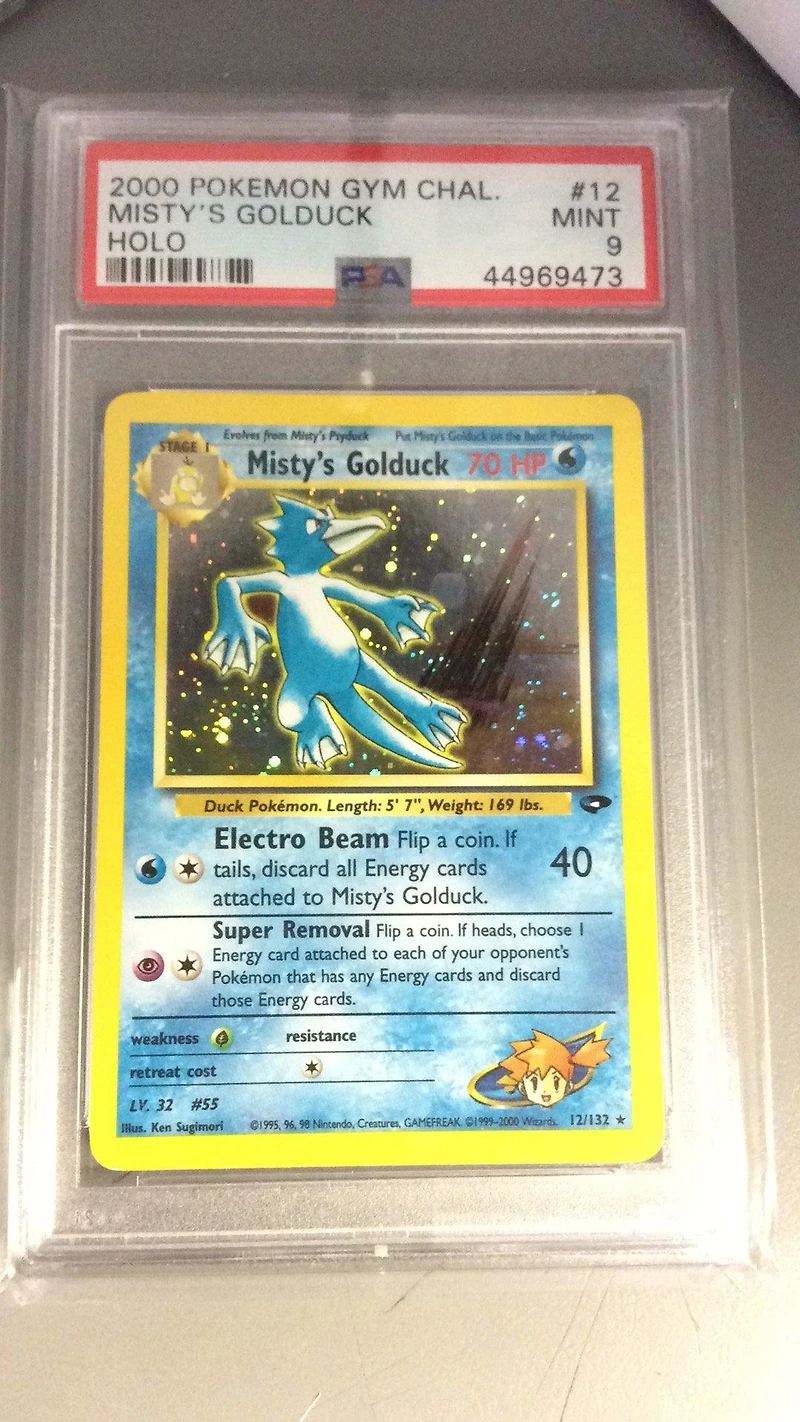 2000 POKEMON GYM CHAL. #12
MISTY'S GOLDUCK MINT
HOLO 9
PSA 44969473
STAGE 1
Evolves from Misty's Psyduck Put Misty's Golduck on the Basic Pokémon
Misty's Golduck 70 HP
Duck Pokémon. Length: 5' 7", Weight: 169 lbs.
Electro Beam Flip a coin. If
tails, discard all Energy cards 40
attached to Misty's Golduck.
Super Removal Flip a coin. If heads, choose 1
Energy card attached to each of your opponent's
Pokémon that has any Energy cards and discard
those Energy cards.
weakness resistance
retreat cost
LV. 32 #55
Illus. Ken Sugimori ©1995, 96, 98 Nintendo, Creatures, GAMEFREAK. ©1999-2000 Wizards. 12/132 ★